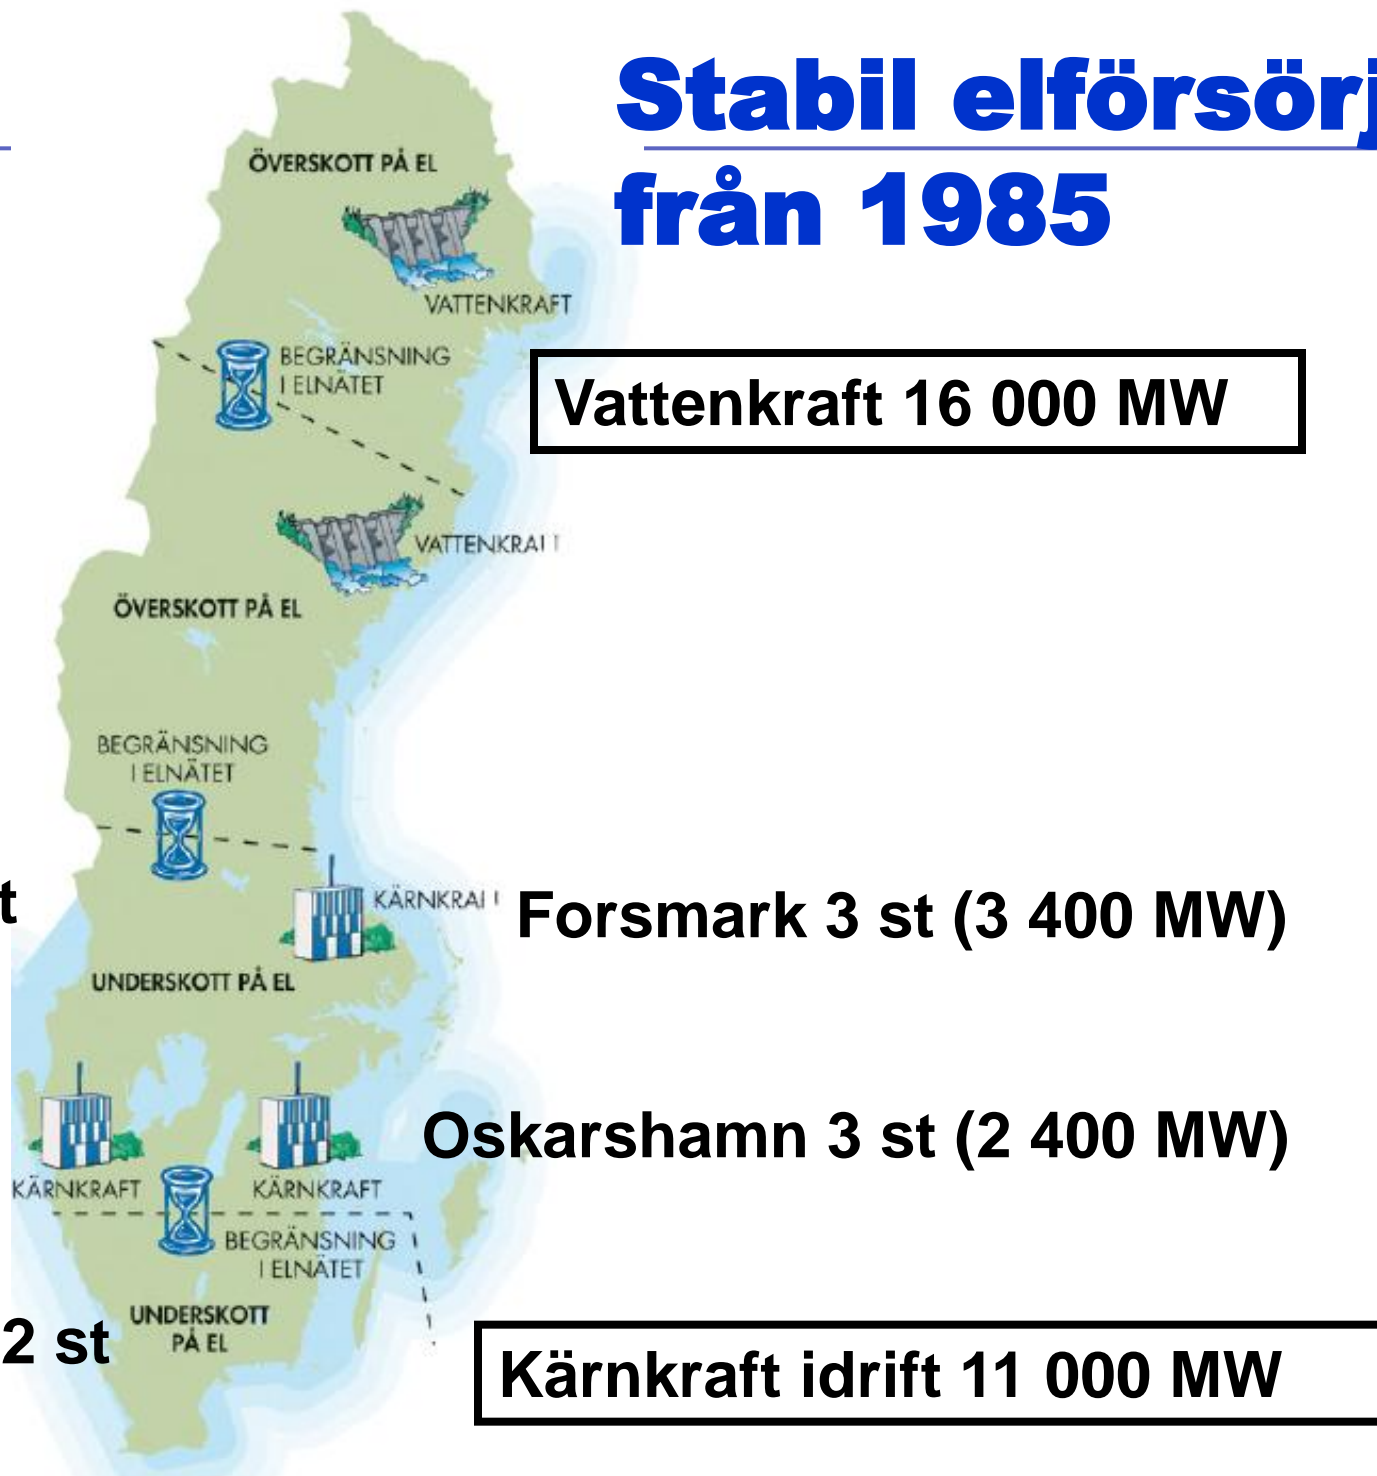 Stabil elförsörj
från 1985
ÖVERSKOTT PÅ EL
VATTENKRAFT
BEGRÄNSNING
I ELNÄTET
Vattenkraft 16 000 MW
VATTENKRAFT
ÖVERSKOTT PÅ EL
BEGRÄNSNING
I ELNÄTET
t
KÄRNKRAFT
Forsmark 3 st (3 400 MW)
UNDERSKOTT PÅ EL
Oskarshamn 3 st (2 400 MW)
KÄRNKRAFT
KÄRNKRAFT
BEGRÄNSNING
I ELNÄTET
UNDERSKOTT
PÅ EL
2 st
Kärnkraft idrift 11 000 MW